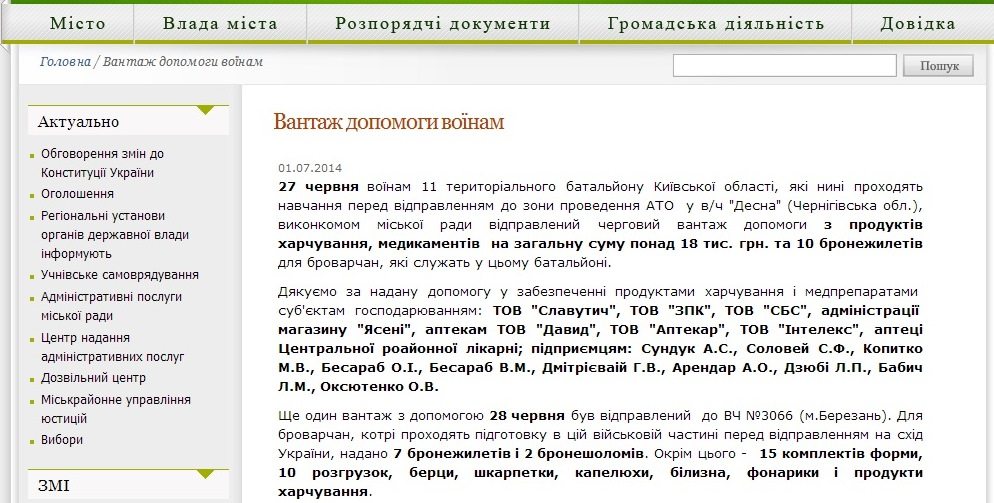 Місто Влада міста Розпорядчі документи Громадська діяльність Довідка
Головна / Вантаж допомоги воїнам
Пошук
Актуально
Обговорення змін до
Конституції України
Оголошення
Регіональні установи
органів державної влади
інформують
Учнівське самоврядування
Адміністративні послуги
міської ради
Центр надання
адміністративних послуг
Дозвільний центр
Міськрайонне управління
юстицій
Вибори
ЗМІ
Вантаж допомоги воїнам
01.07.2014
27 червня воїнам 11 територіального батальйону Київської області, які нині проходять
навчання перед відправленням до зони проведення АТО у в/ч "Десна" (Чернігівська обл.),
виконкомом міської ради відправлений черговий вантаж допомоги з продуктів
харчування, медикаментів на загальну суму понад 18 тис. грн. та 10 бронежилетів
для броварчан, які служать у цьому батальйоні.
Дякуємо за надану допомогу у забезпеченні продуктами харчування і медпрепаратами
суб'єктам господарюванням: ТОВ "Славутич", ТОВ "ЗПК", ТОВ "СБС", адміністрації
магазину "Ясені", аптекам ТОВ "Давид", ТОВ "Аптекар", ТОВ "Інтелекс", аптеці
Центральної роайонної лікарні; підприємцям: Сундук А.С., Соловей С.Ф., Копитко
М.В., Бесараб О.І., Бесараб В.М., Дмітрієваій Г.В., Арендар А.О., Дзюбі Л.П., Бабич
Л.М., Оксютенко О.В.
Ще один вантаж з допомогою 28 червня був відправлений до ВЧ №3066 (м.Березань). Для
броварчан, котрі проходять підготовку в цій військовій частині перед відправленням на схід
України, надано 7 бронежилетів і 2 бронешоломів. Окрім цього - 15 комплектів форми,
10 розгрузок, берци, шкарпетки, капелюхи, білизна, фонарики і продукти
харчування.